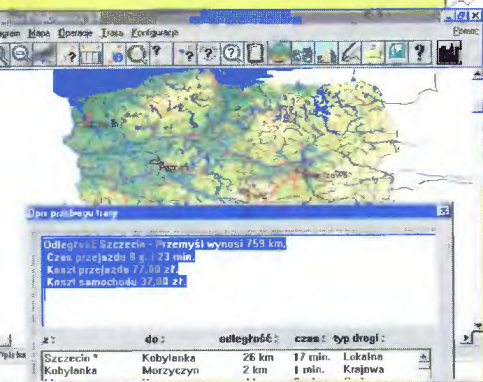 Mapa Operacje Trasa Konfiguracja
Pomoc
Opis przebiegu trasy
Odległość Szczecin - Przemyśl wynosi 759 km,
Czas przejazdu 8 g. i 23 min.
Koszt przejazdu 77,00 zł.
Koszt samochodu 37,00 zł.
z : do : odległość : czas : typ drogi :
Szczecin * Kobylanka 26 km 17 min. Lokalna
Kobylanka Morzyczyn 2 km 1 min. Krajowa